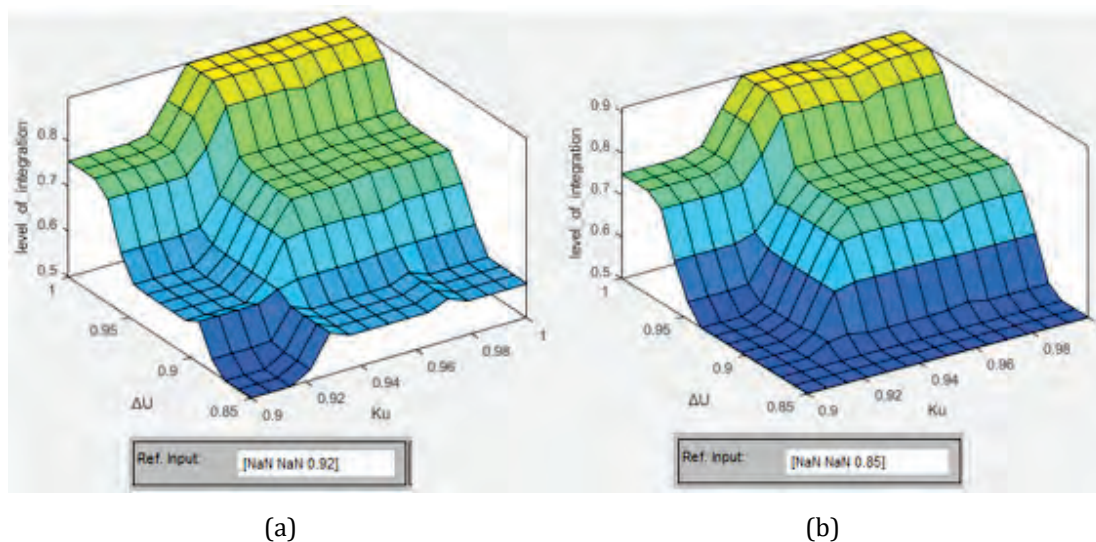 0.8
0.7
0.6
0.5
level_of_integration
1
0.95
0.9
0.85
ΔU
0.9
0.92
0.94
0.96
0.98
1
Ku
Ref. Input:
[NaN NaN 0.92]
(a)
0.9
0.8
0.7
0.6
0.5
level_of_integration
1
0.95
0.9
0.85
ΔU
0.9
0.92
0.94
0.96
0.98
Ku
Ref. Input:
[NaN NaN 0.85]
(b)